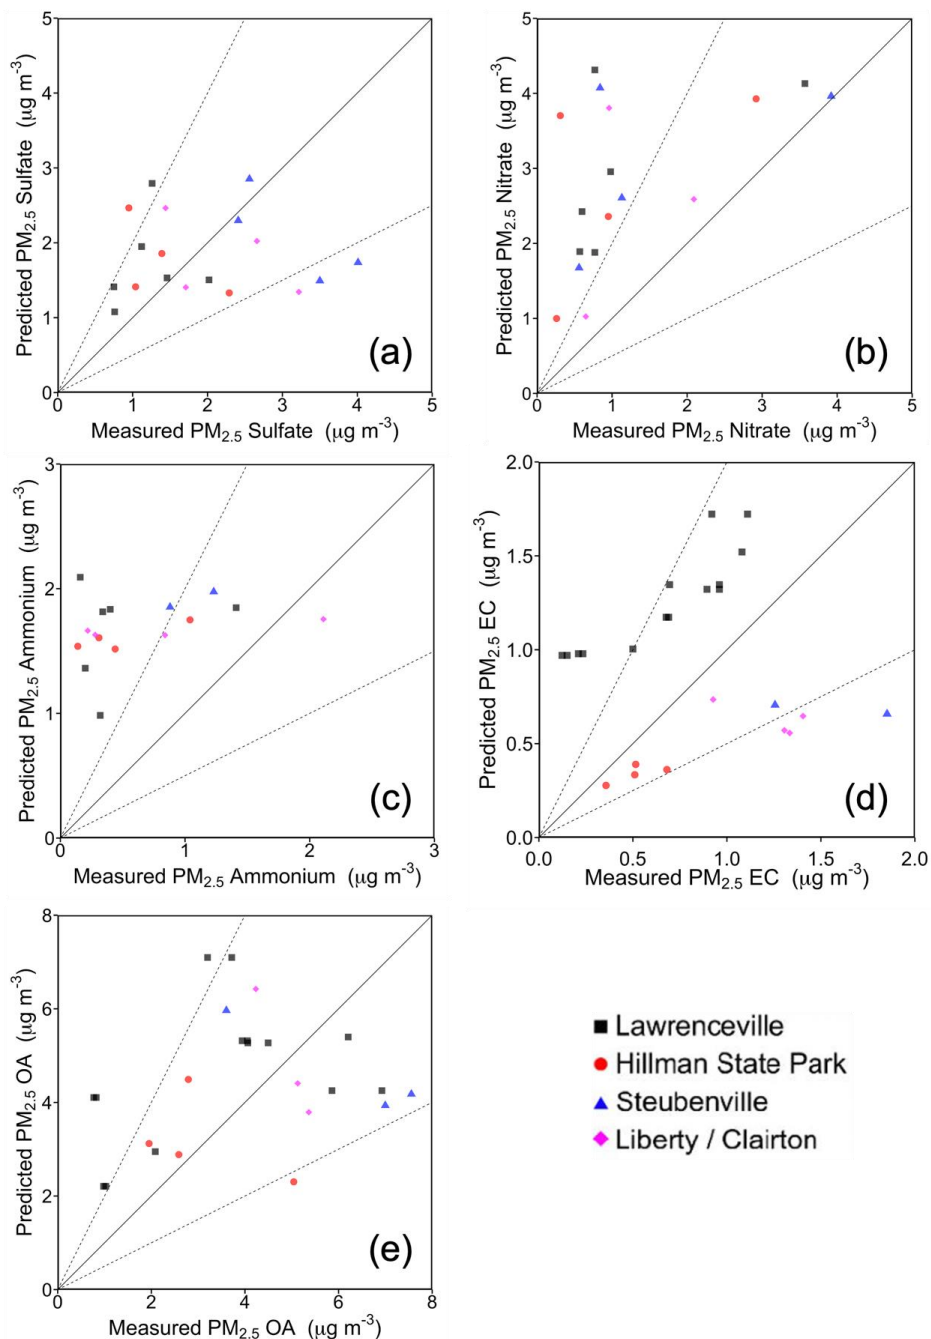 Predicted PM2.5 Sulfate (μg m-3)
5
4
3
2
1
0
0 1 2 3 4 5
Measured PM2.5 Sulfate (μg m-3)
(a)
Predicted PM2.5 Nitrate (μg m-3)
5
4
3
2
1
0
0 1 2 3 4 5
Measured PM2.5 Nitrate (μg m-3)
(b)
Predicted PM2.5 Ammonium (μg m-3)
3
2
1
0
0 1 2 3
Measured PM2.5 Ammonium (μg m-3)
(c)
Predicted PM2.5 EC (μg m-3)
2.0
1.5
1.0
0.5
0.0
0.0 0.5 1.0 1.5 2.0
Measured PM2.5 EC (μg m-3)
(d)
Predicted PM2.5 OA (μg m-3)
8
6
4
2
0
0 2 4 6 8
Measured PM2.5 OA (μg m-3)
(e)
Lawrenceville
Hillman State Park
Steubenville
Liberty / Clairton